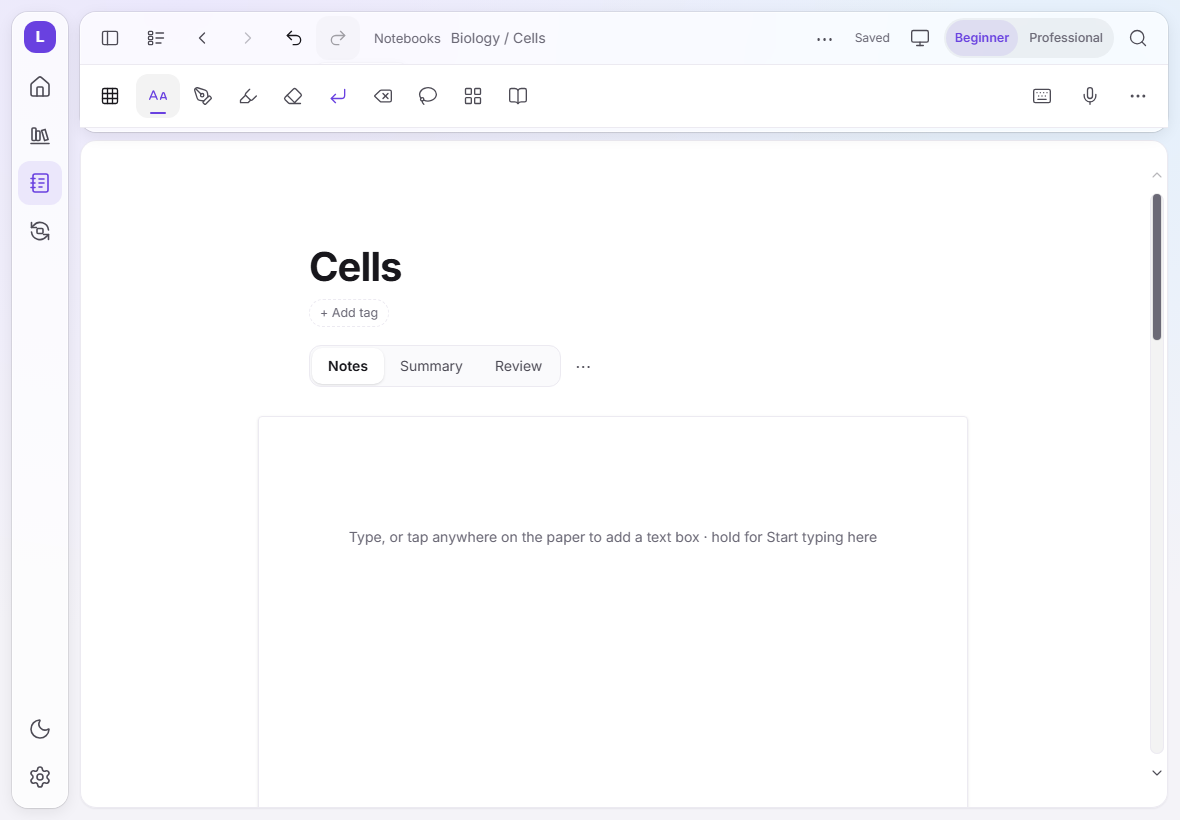 L
Notebooks Biology / Cells
Saved
Beginner Professional
AA
Cells
+ Add tag
Notes Summary Review
Type, or tap anywhere on the paper to add a text box · hold for Start typing here